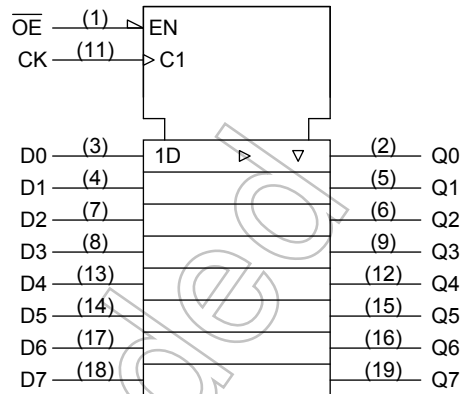 OE (1) EN
CK (11) C1
D0 (3) 1D (2) Q0
D1 (4) (5) Q1
D2 (7) (6) Q2
D3 (8) (9) Q3
D4 (13) (12) Q4
D5 (14) (15) Q5
D6 (17) (16) Q6
D7 (18) (19) Q7
ded